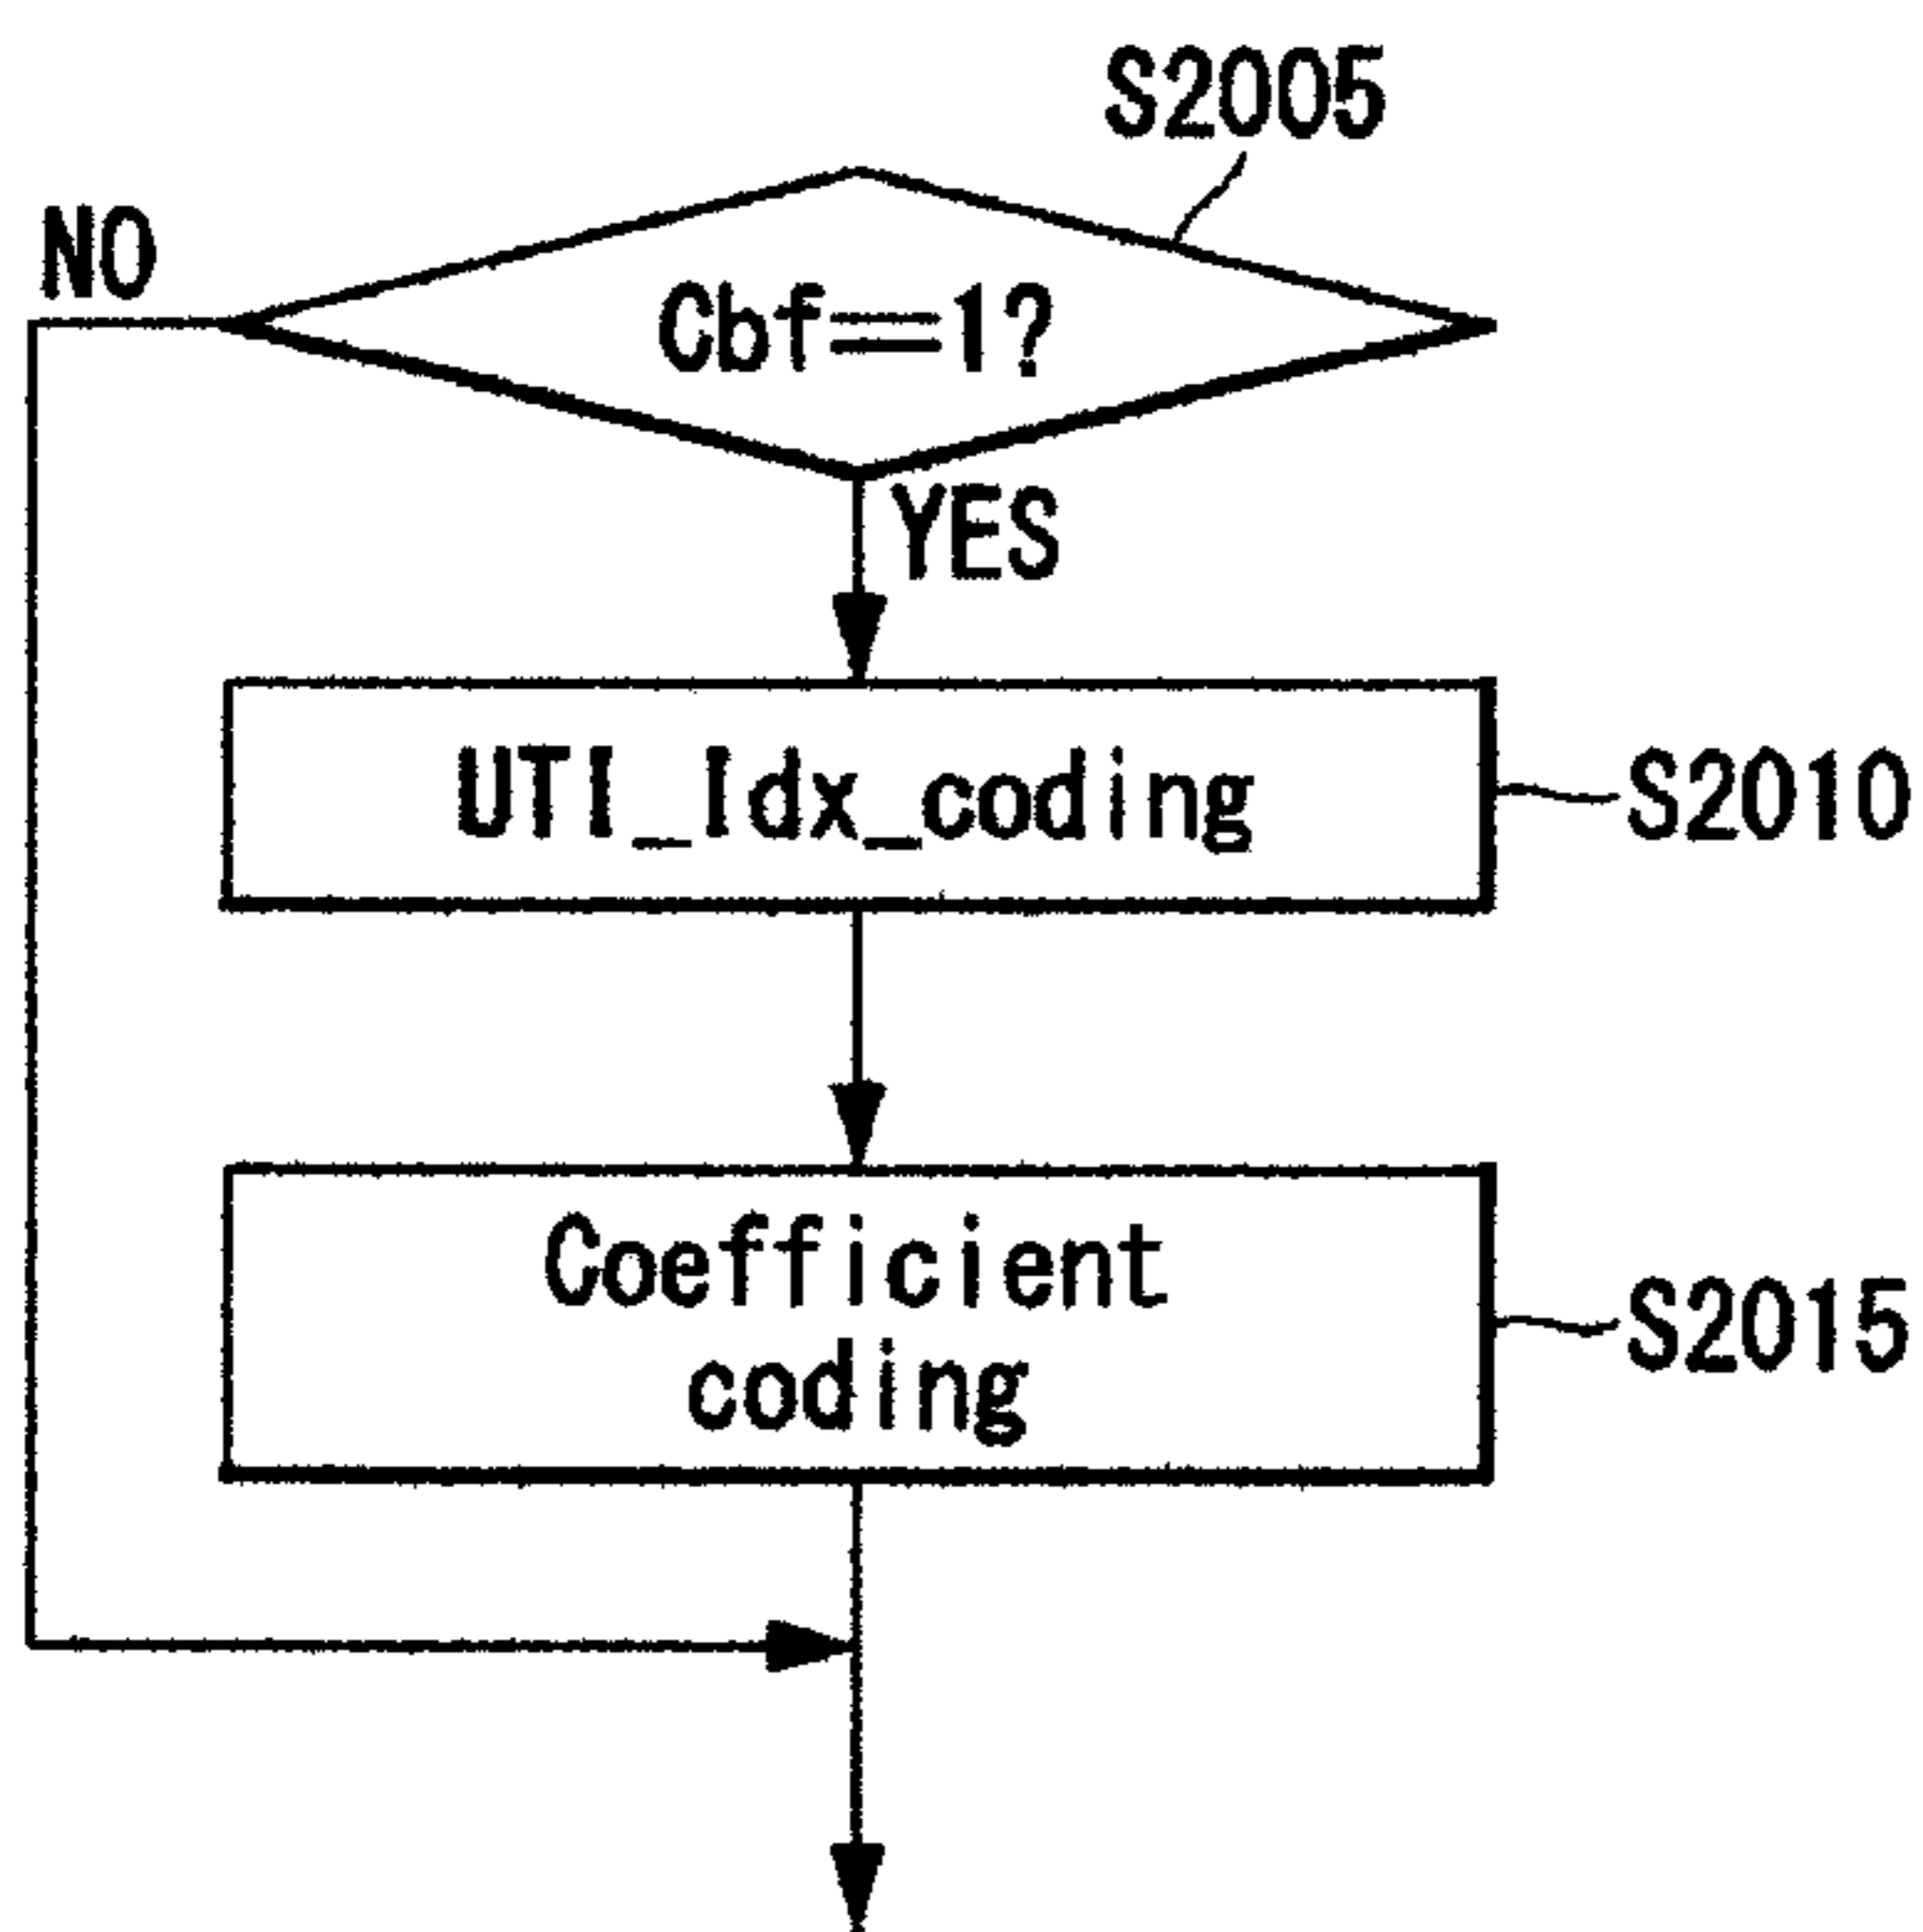 S2005
NO
Cbf==1?
YES
UTI_Idx_coding
S2010
Coefficient
coding
S2015